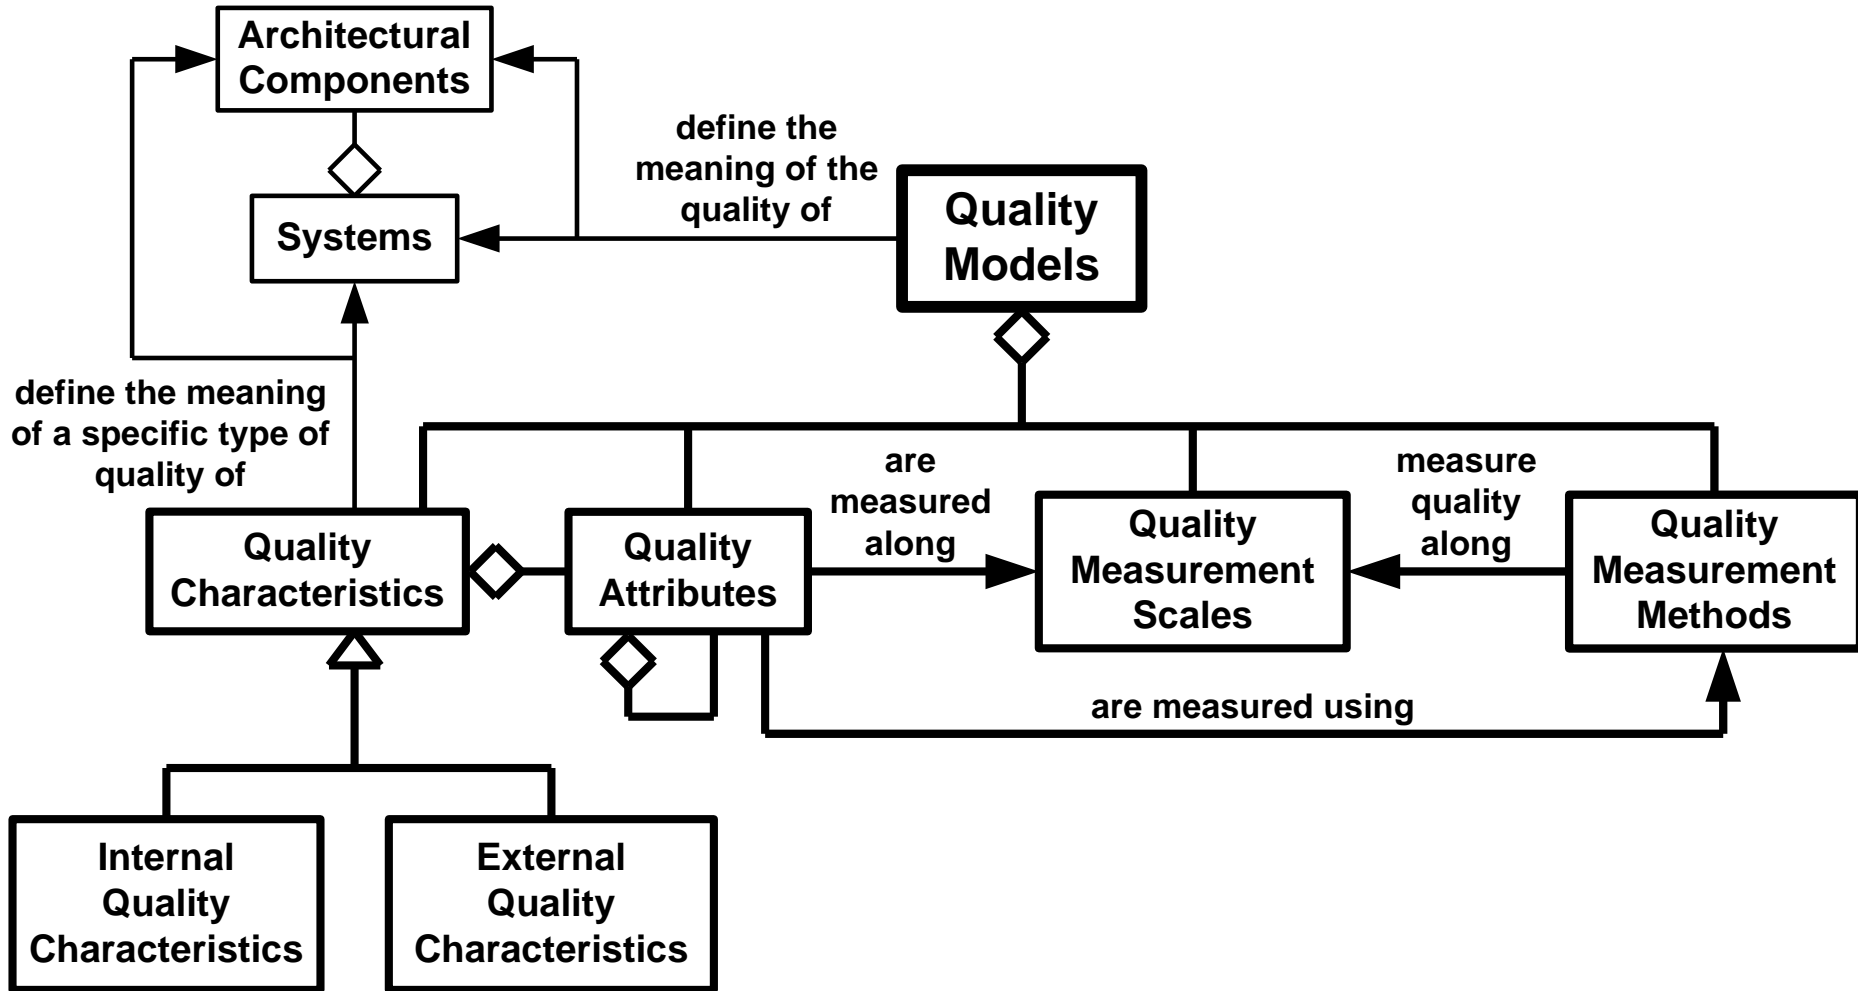 Architectural
Components
define the
meaning of the
quality of
Quality
Models
Systems
define the meaning
of a specific type of
quality of
are
measured
along
measure
quality
along
Quality
Characteristics
Quality
Attributes
Quality
Measurement
Scales
Quality
Measurement
Methods
are measured using
Internal
Quality
Characteristics
External
Quality
Characteristics